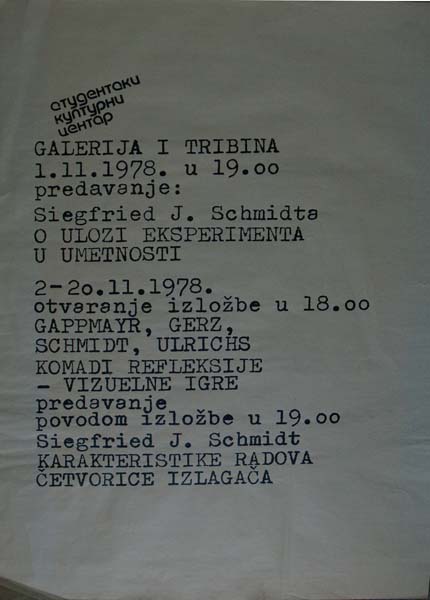 студентски
културни
центар
GALERIJA I TRIBINA
1.11.1978. u 19.oo
predavanje:
Siegfried J. Schmidta
O ULOZI EKSPERIMENTA
U UMETNOSTI
2-2o.11.1978.
otvaranje izložbe u 18.oo
GAPPMAYR, GERZ,
SCHMIDT, ULRICHS
KOMADI REFLEKSIJE
- VIZUELNE IGRE
predavanje
povodom izložbe u 19.oo
Siegfried J. Schmidt
KARAKTERISTIKE RADOVA
ČETVORICE IZLAGAČA